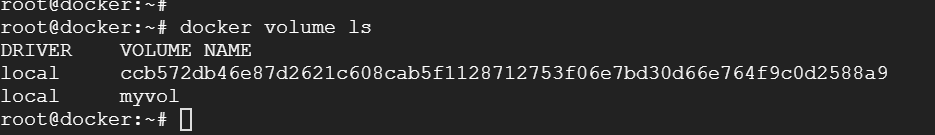 root@docker:~#
root@docker:~# docker volume ls
DRIVER    VOLUME NAME
local     ccb572db46e87d2621c608cab5f1128712753f06e7bd30d66e764f9c0d2588a9
local     myvol
root@docker:~#